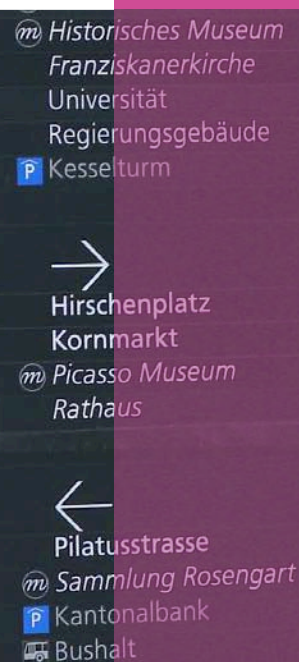 m Historisches Museum
Franziskanerkirche
Universität
Regierungsgebäude
P Kesselturm
Hirschenplatz
Kornmarkt
m Picasso Museum
Rathaus
Pilatusstrasse
m Sammlung Rosengart
P Kantonalbank
Bushalt